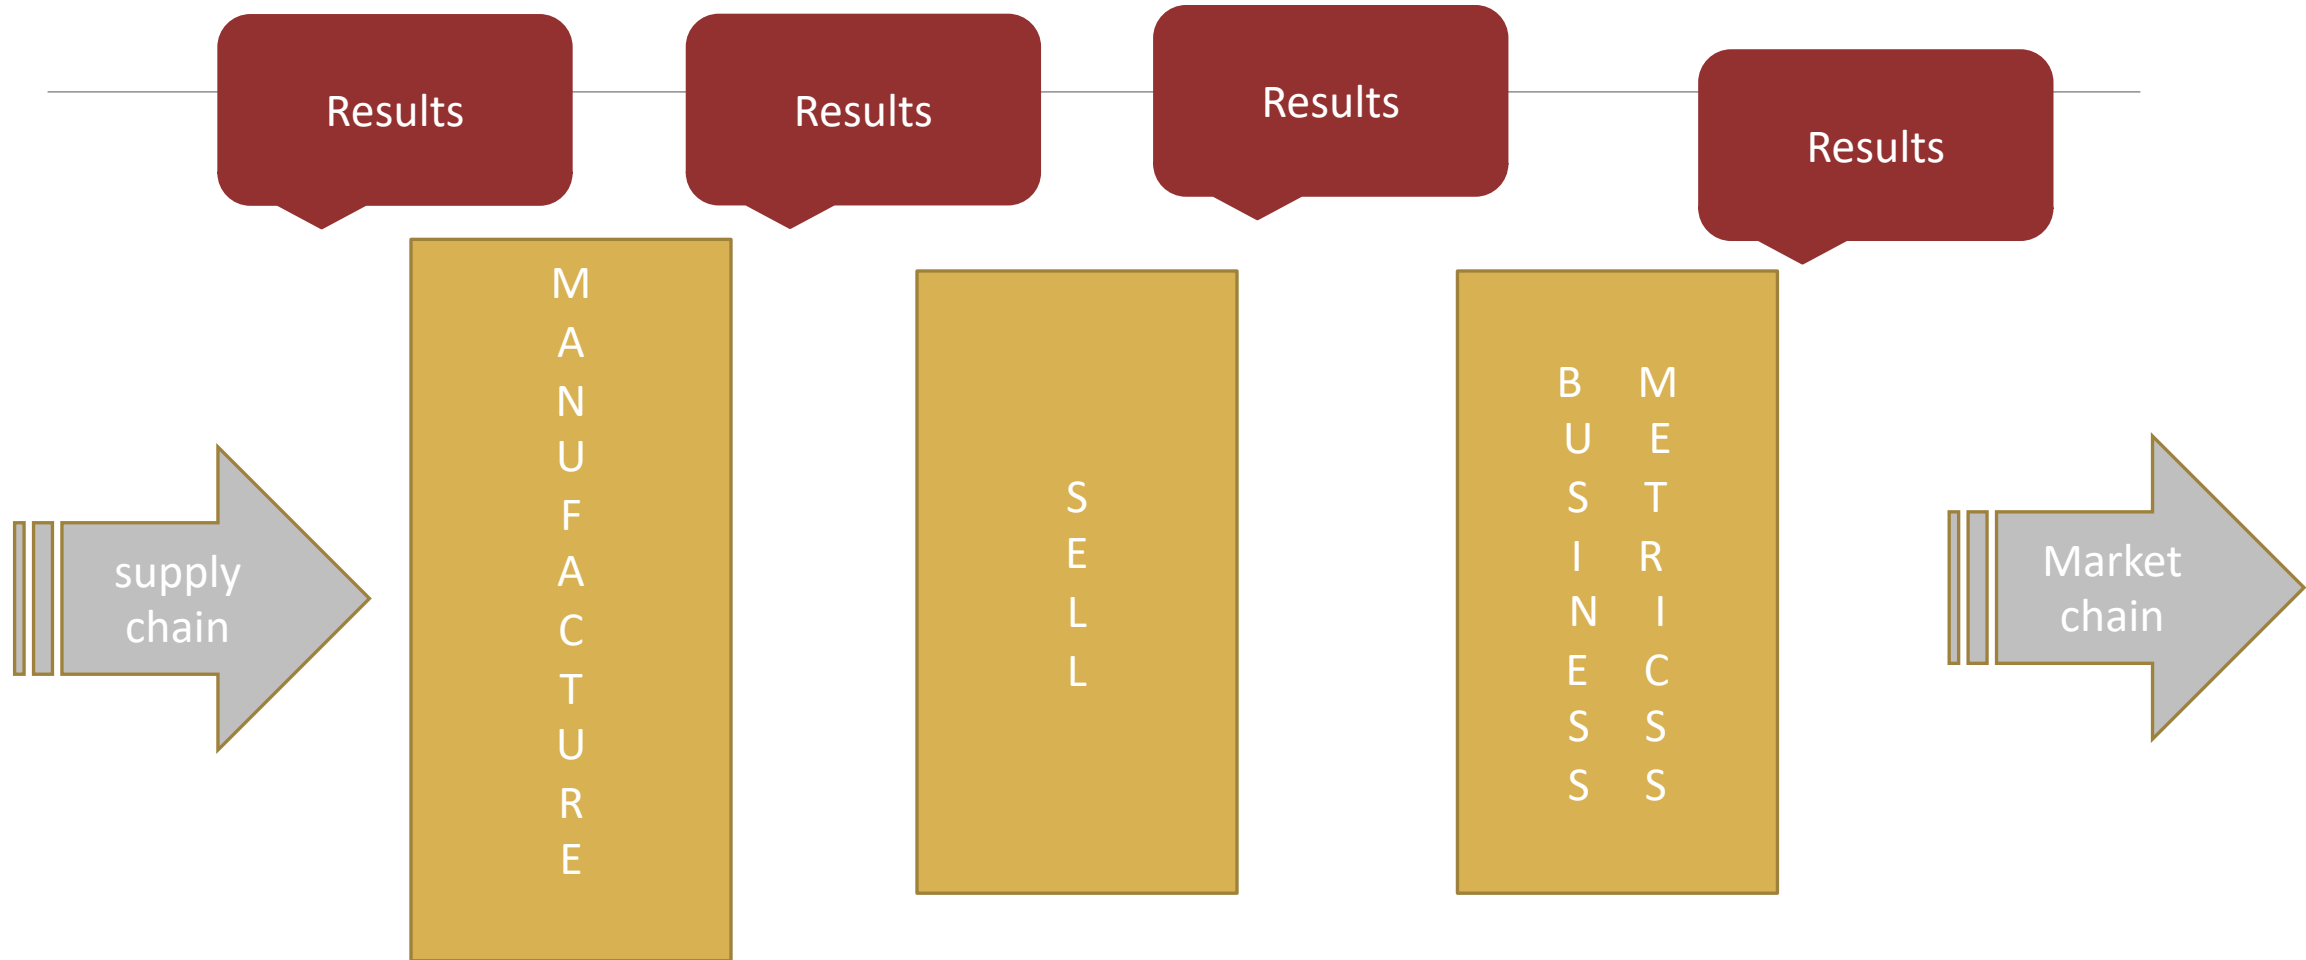 Results
Results
Results
Results
supply
chain
MANUFACTURE
SELL
BUSINESS
METRICSS
Market
chain